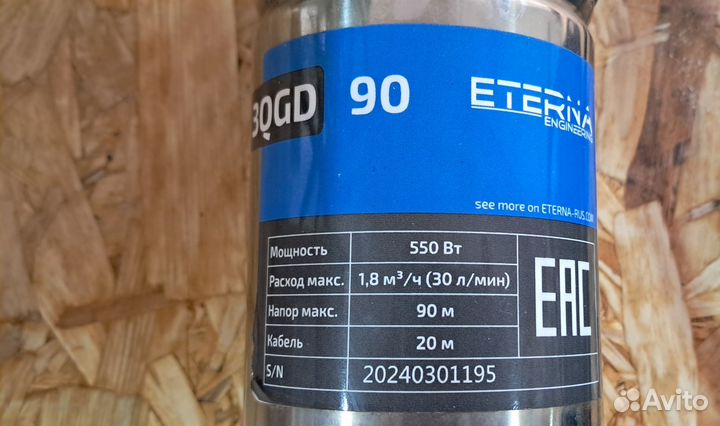 3QGD 90
ETERNA
ENGINEERING
see more on ETERNA-RUS.COM
Мощность 550 Вт
Расход макс. 1,8 м³/ч (30 л/мин)
Напор макс. 90 м
Кабель 20 м
S/N 20240301195
EAC
Avito